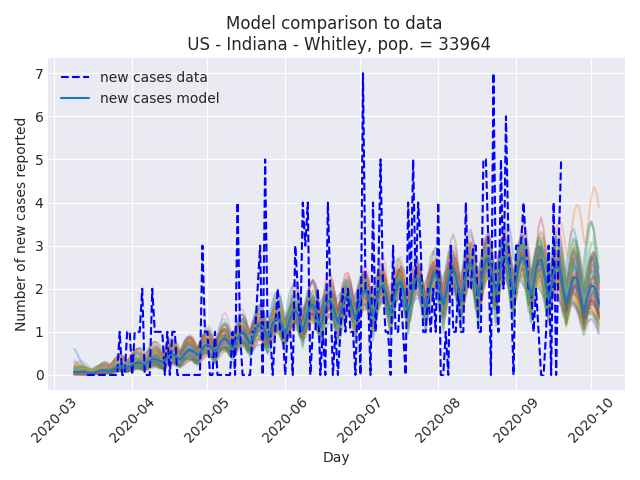 Model comparison to data
US - Indiana - Whitley, pop. = 33964
7
6
5
4
3
2
1
0
Number of new cases reported
new cases data
new cases model
2020-03
2020-04
2020-05
2020-06
2020-07
2020-08
2020-09
2020-10
Day